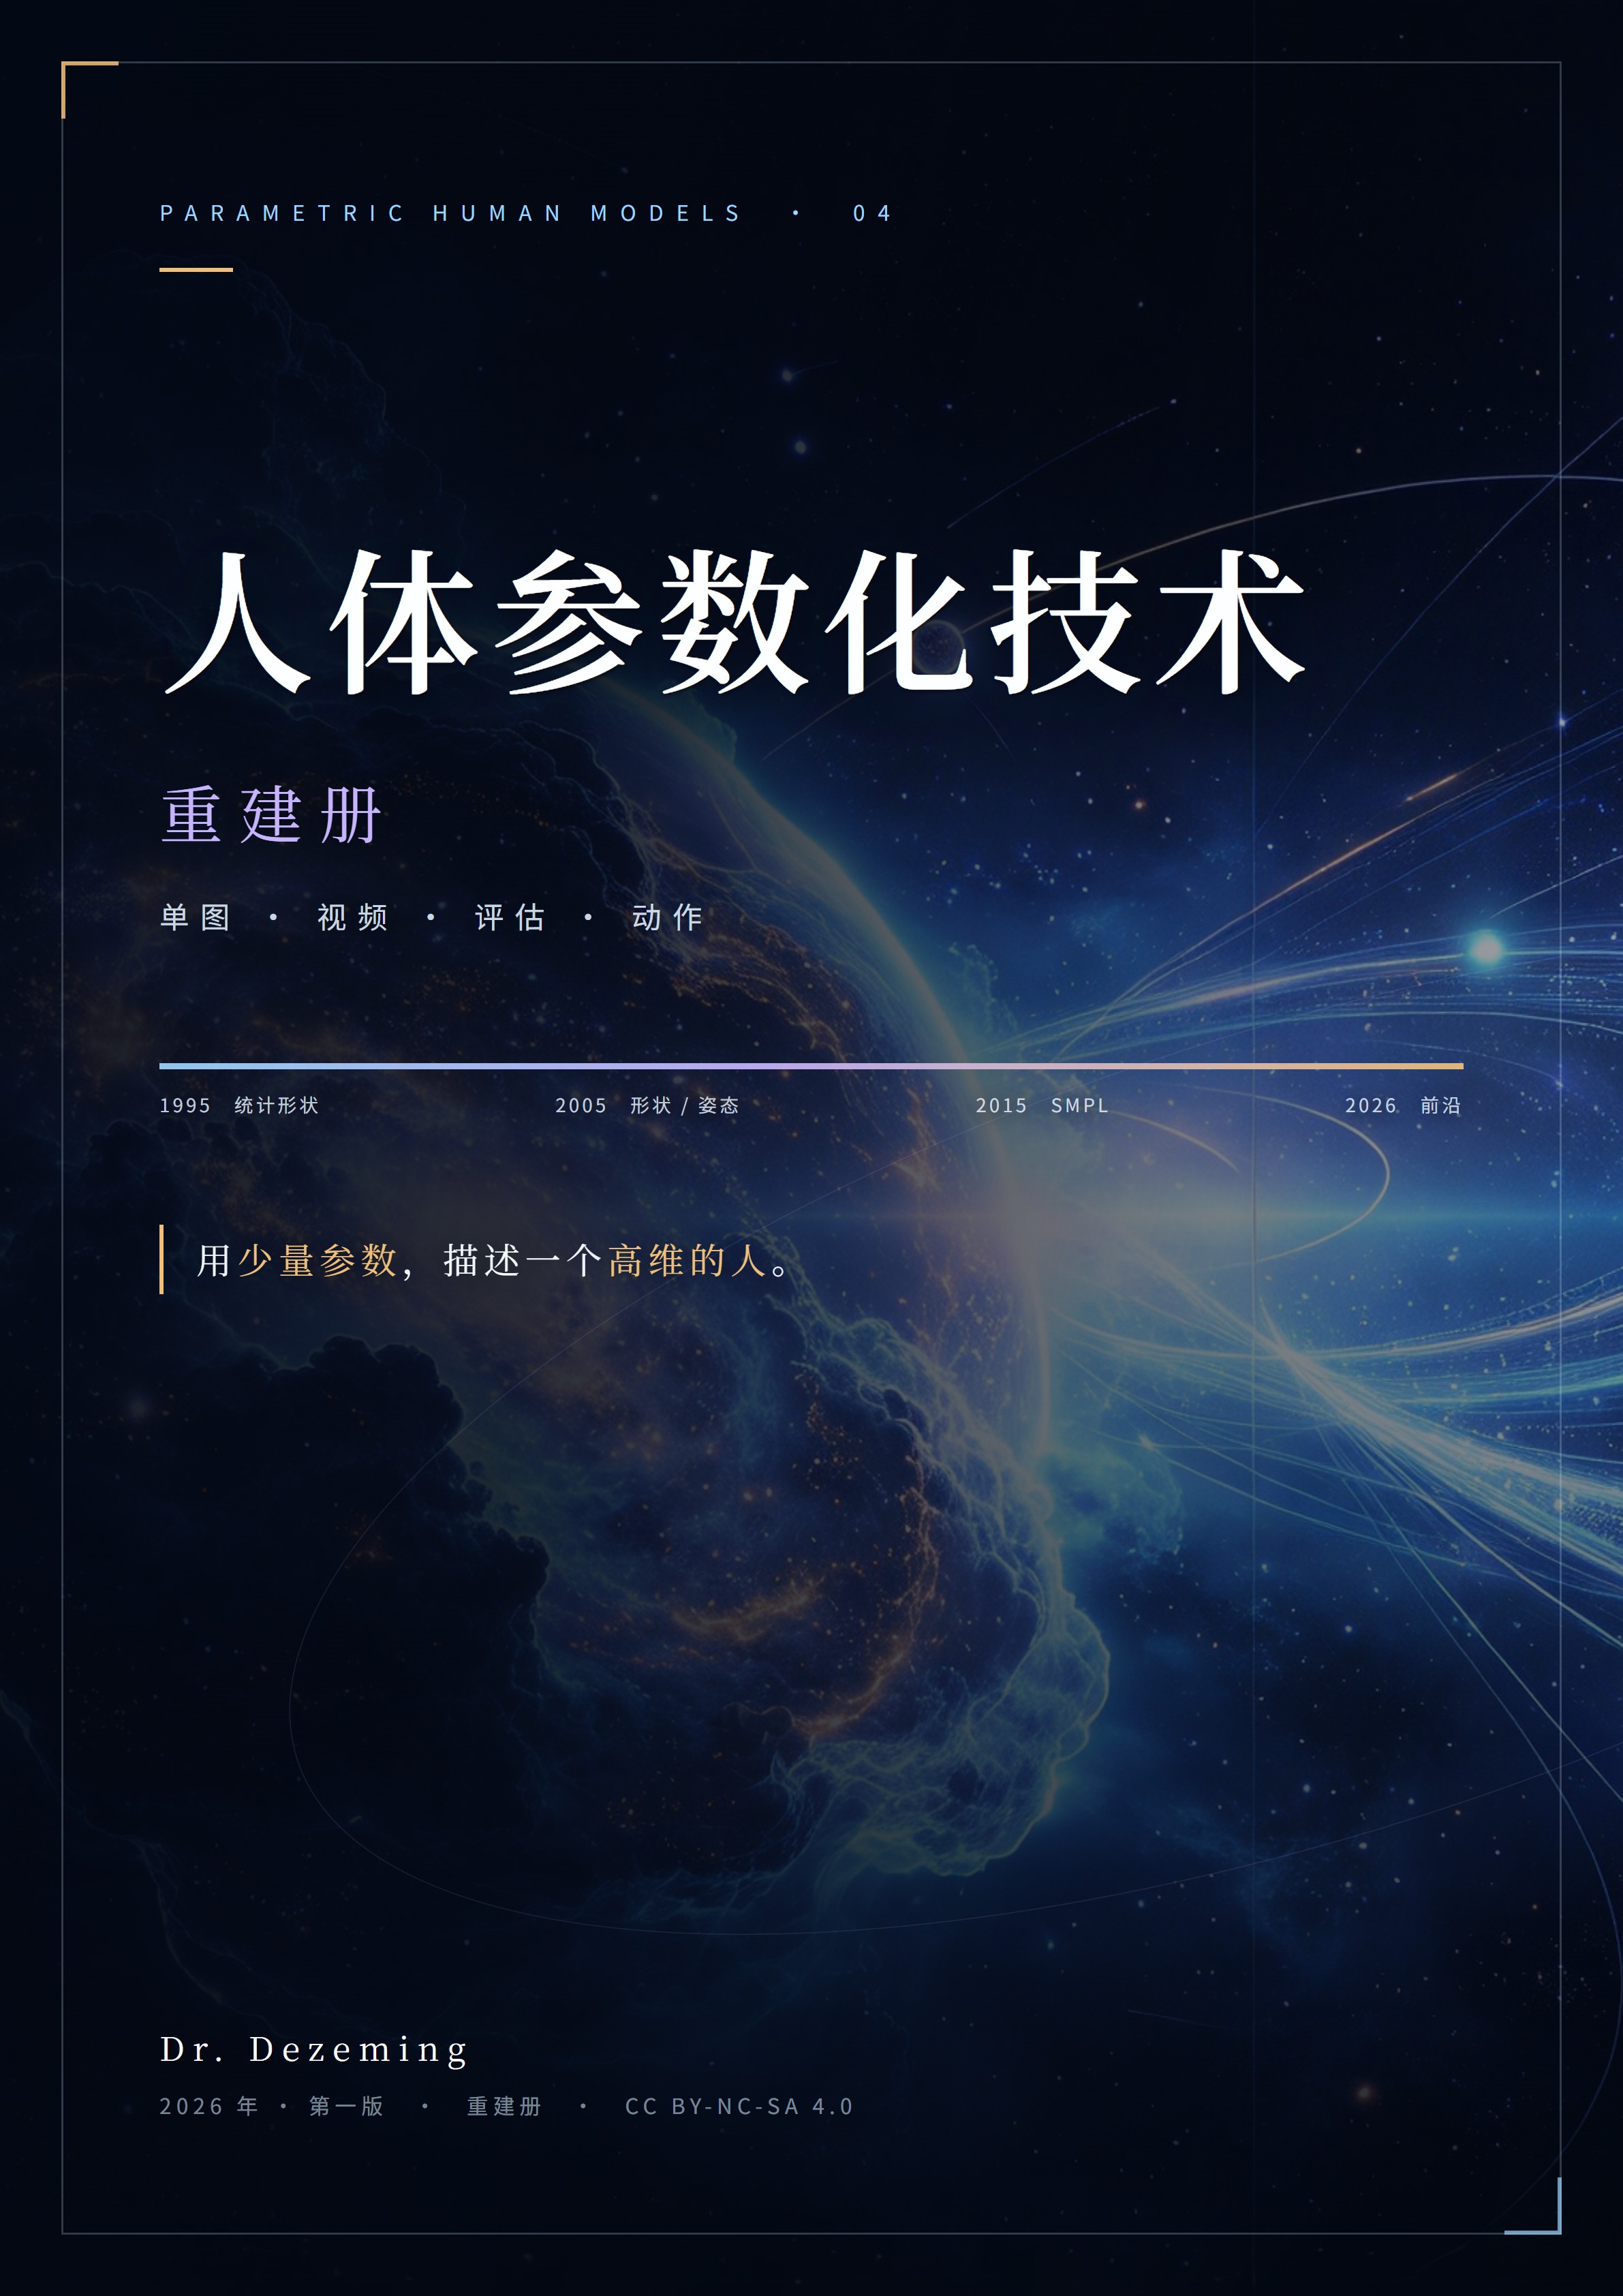 PARAMETRIC HUMAN MODELS · 04
人体参数化技术
重建册
单图 · 视频 · 评估 · 动作
1995 统计形状 2005 形状 / 姿态 2015 SMPL 2026 前沿
用少量参数，描述一个高维的人。
Dr. Dezeming
2026 年 · 第一版 · 重建册 · CC BY-NC-SA 4.0